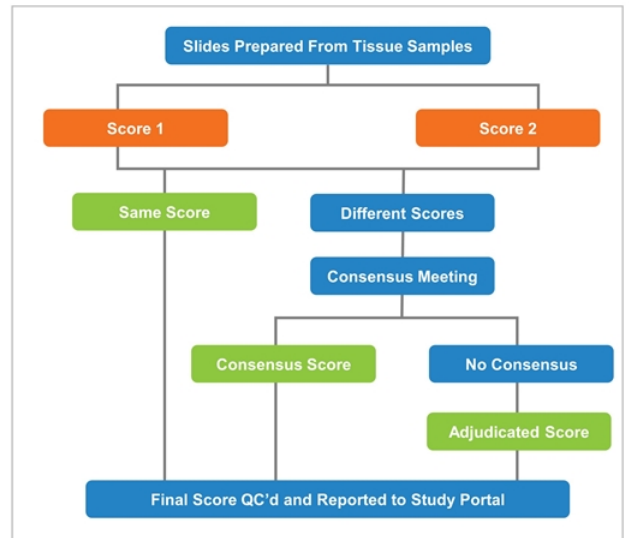 Slides Prepared From Tissue Samples
Score 1
Score 2
Same Score
Different Scores
Consensus Meeting
Consensus Score
No Consensus
Adjudicated Score
Final Score QC’d and Reported to Study Portal